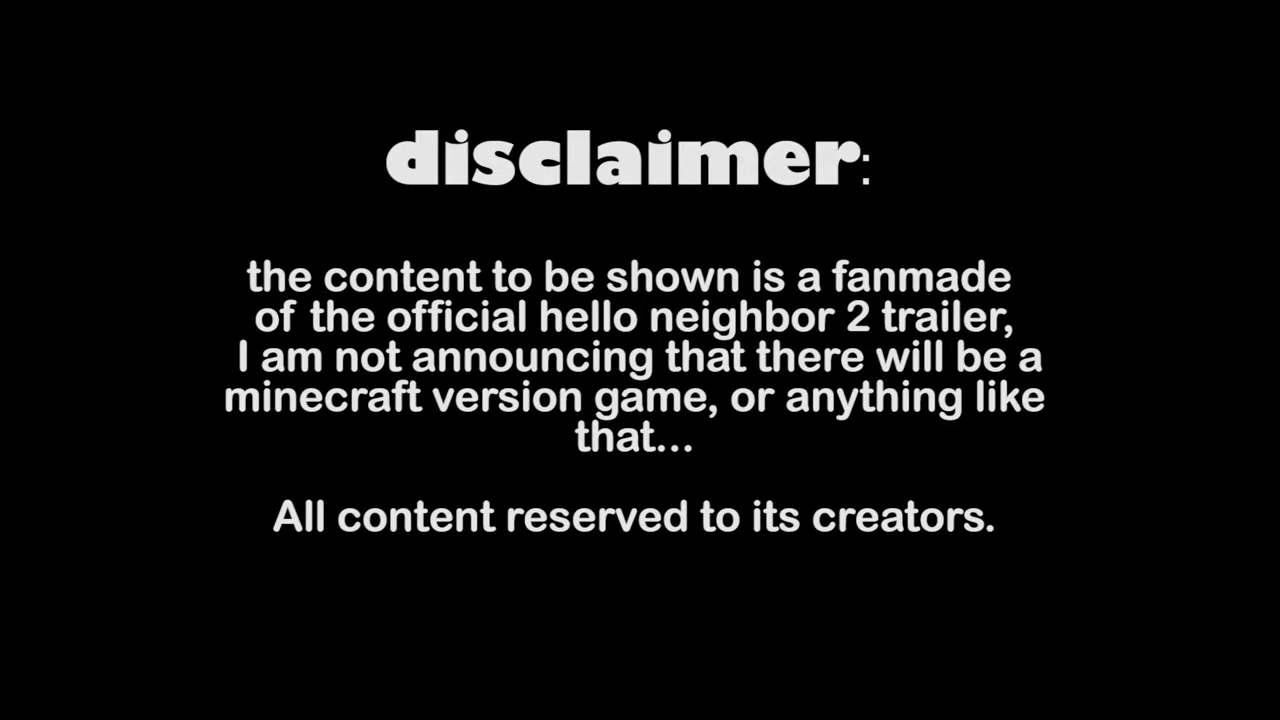 disclaimer:
the content to be shown is a fanmade
of the official hello neighbor 2 trailer,
I am not announcing that there will be a
minecraft version game, or anything like
that...
All content reserved to its creators.